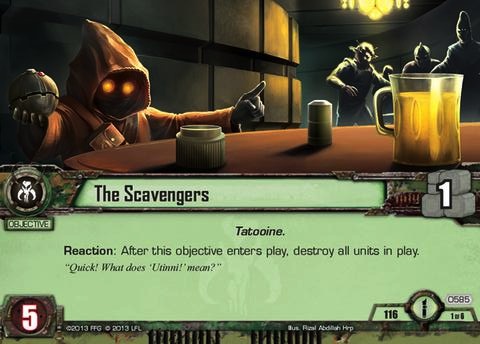 The Scavengers
1
OBJECTIVE
Tatooine.
Reaction: After this objective enters play, destroy all units in play.
“Quick! What does ‘Utinni!’ mean?”
5
116
0585
1 of 6
©2013 FFG © 2013 LFL
Illus. Rizal Abdillah Hrp